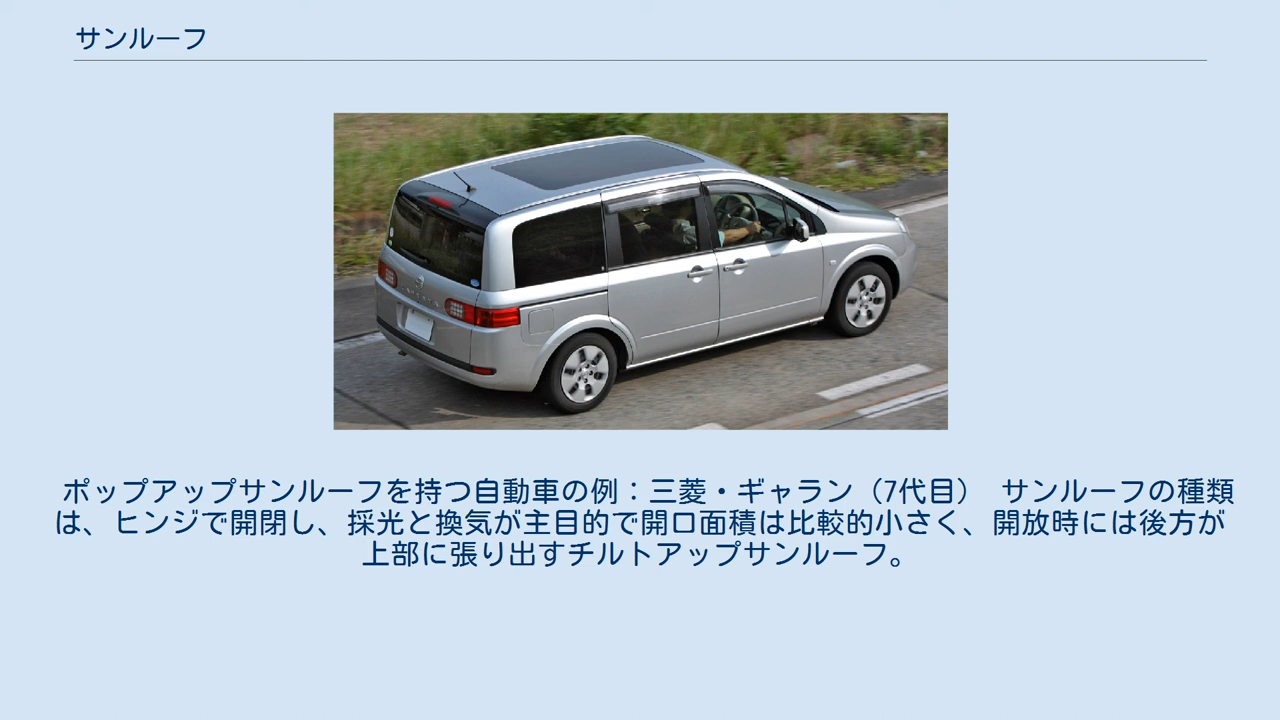 サンルーフ
ポップアップサンルーフを持つ自動車の例：三菱・ギャラン（7代目） サンルーフの種類
は、ヒンジで開閉し、採光と換気が主目的で開口面積は比較的小さく、開放時には後方が
上部に張り出すチルトアップサンルーフ。